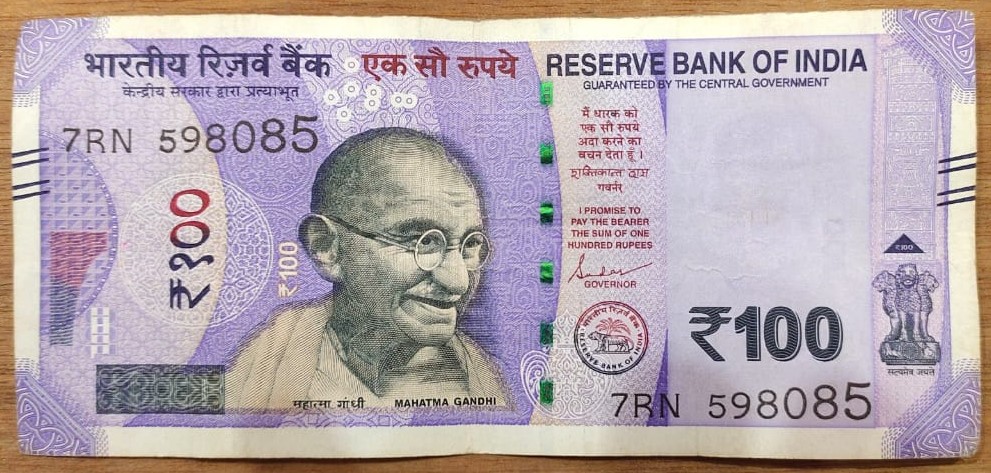 भारतीय रिज़र्व बैंक एक सौ रुपये RESERVE BANK OF INDIA
केन्द्रीय सरकार द्वारा प्रत्याभूत GUARANTEED BY THE CENTRAL GOVERNMENT
7RN 598085
₹१००
₹100
मैं धारक को
एक सौ रुपये
अदा करने का
वचन देता हूँ ।
शक्तिकान्त दास
गवर्नर
I PROMISE TO
PAY THE BEARER
THE SUM OF ONE
HUNDRED RUPEES
GOVERNOR
भारतीय रिज़र्व बैंक
RESERVE BANK OF INDIA
₹100
₹100
सत्यमेव जयते
महात्मा गांधी MAHATMA GANDHI
7RN 598085